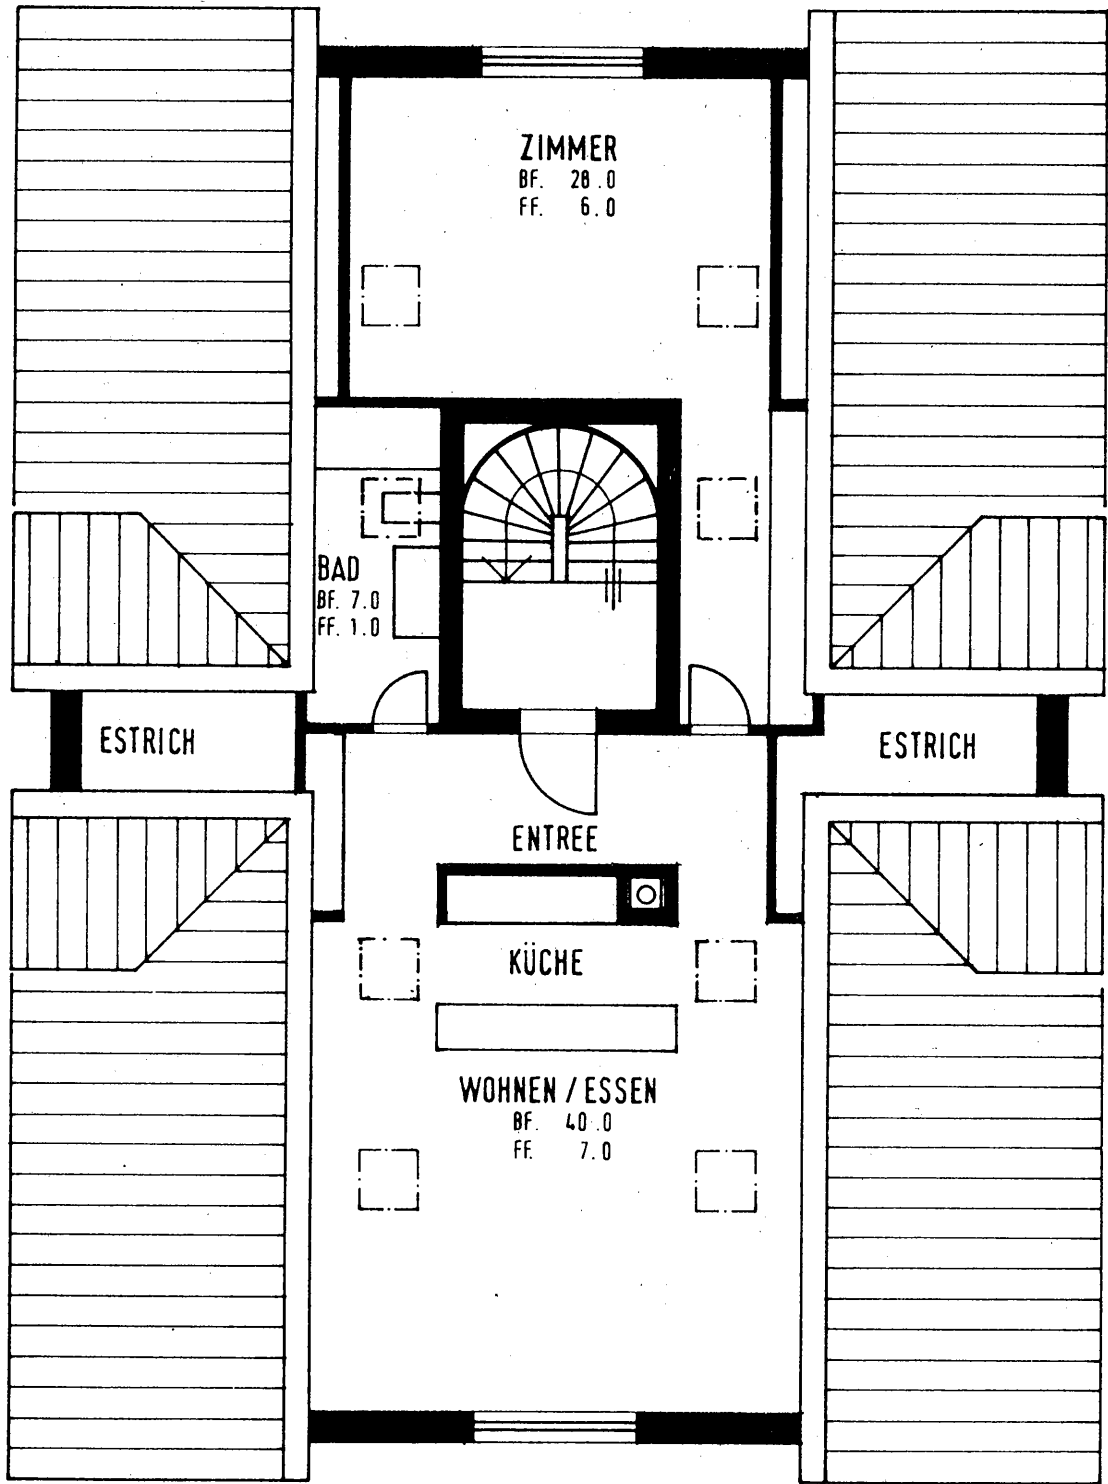 ZIMMER
BF. 28.0
FF. 6.0
BAD
BF. 7.0
FF. 1.0
ESTRICH
ESTRICH
ENTREE
KÜCHE
WOHNEN / ESSEN
BF. 40.0
FF. 7.0